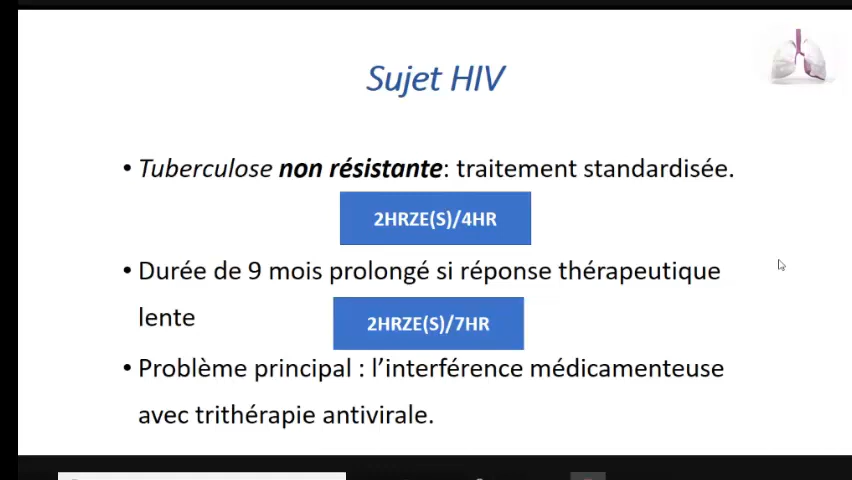 Sujet HIV
• Tuberculose non résistante: traitement standardisée.
2HRZE(S)/4HR
• Durée de 9 mois prolongé si réponse thérapeutique
lente
2HRZE(S)/7HR
• Problème principal : l’interférence médicamenteuse
avec trithérapie antivirale.